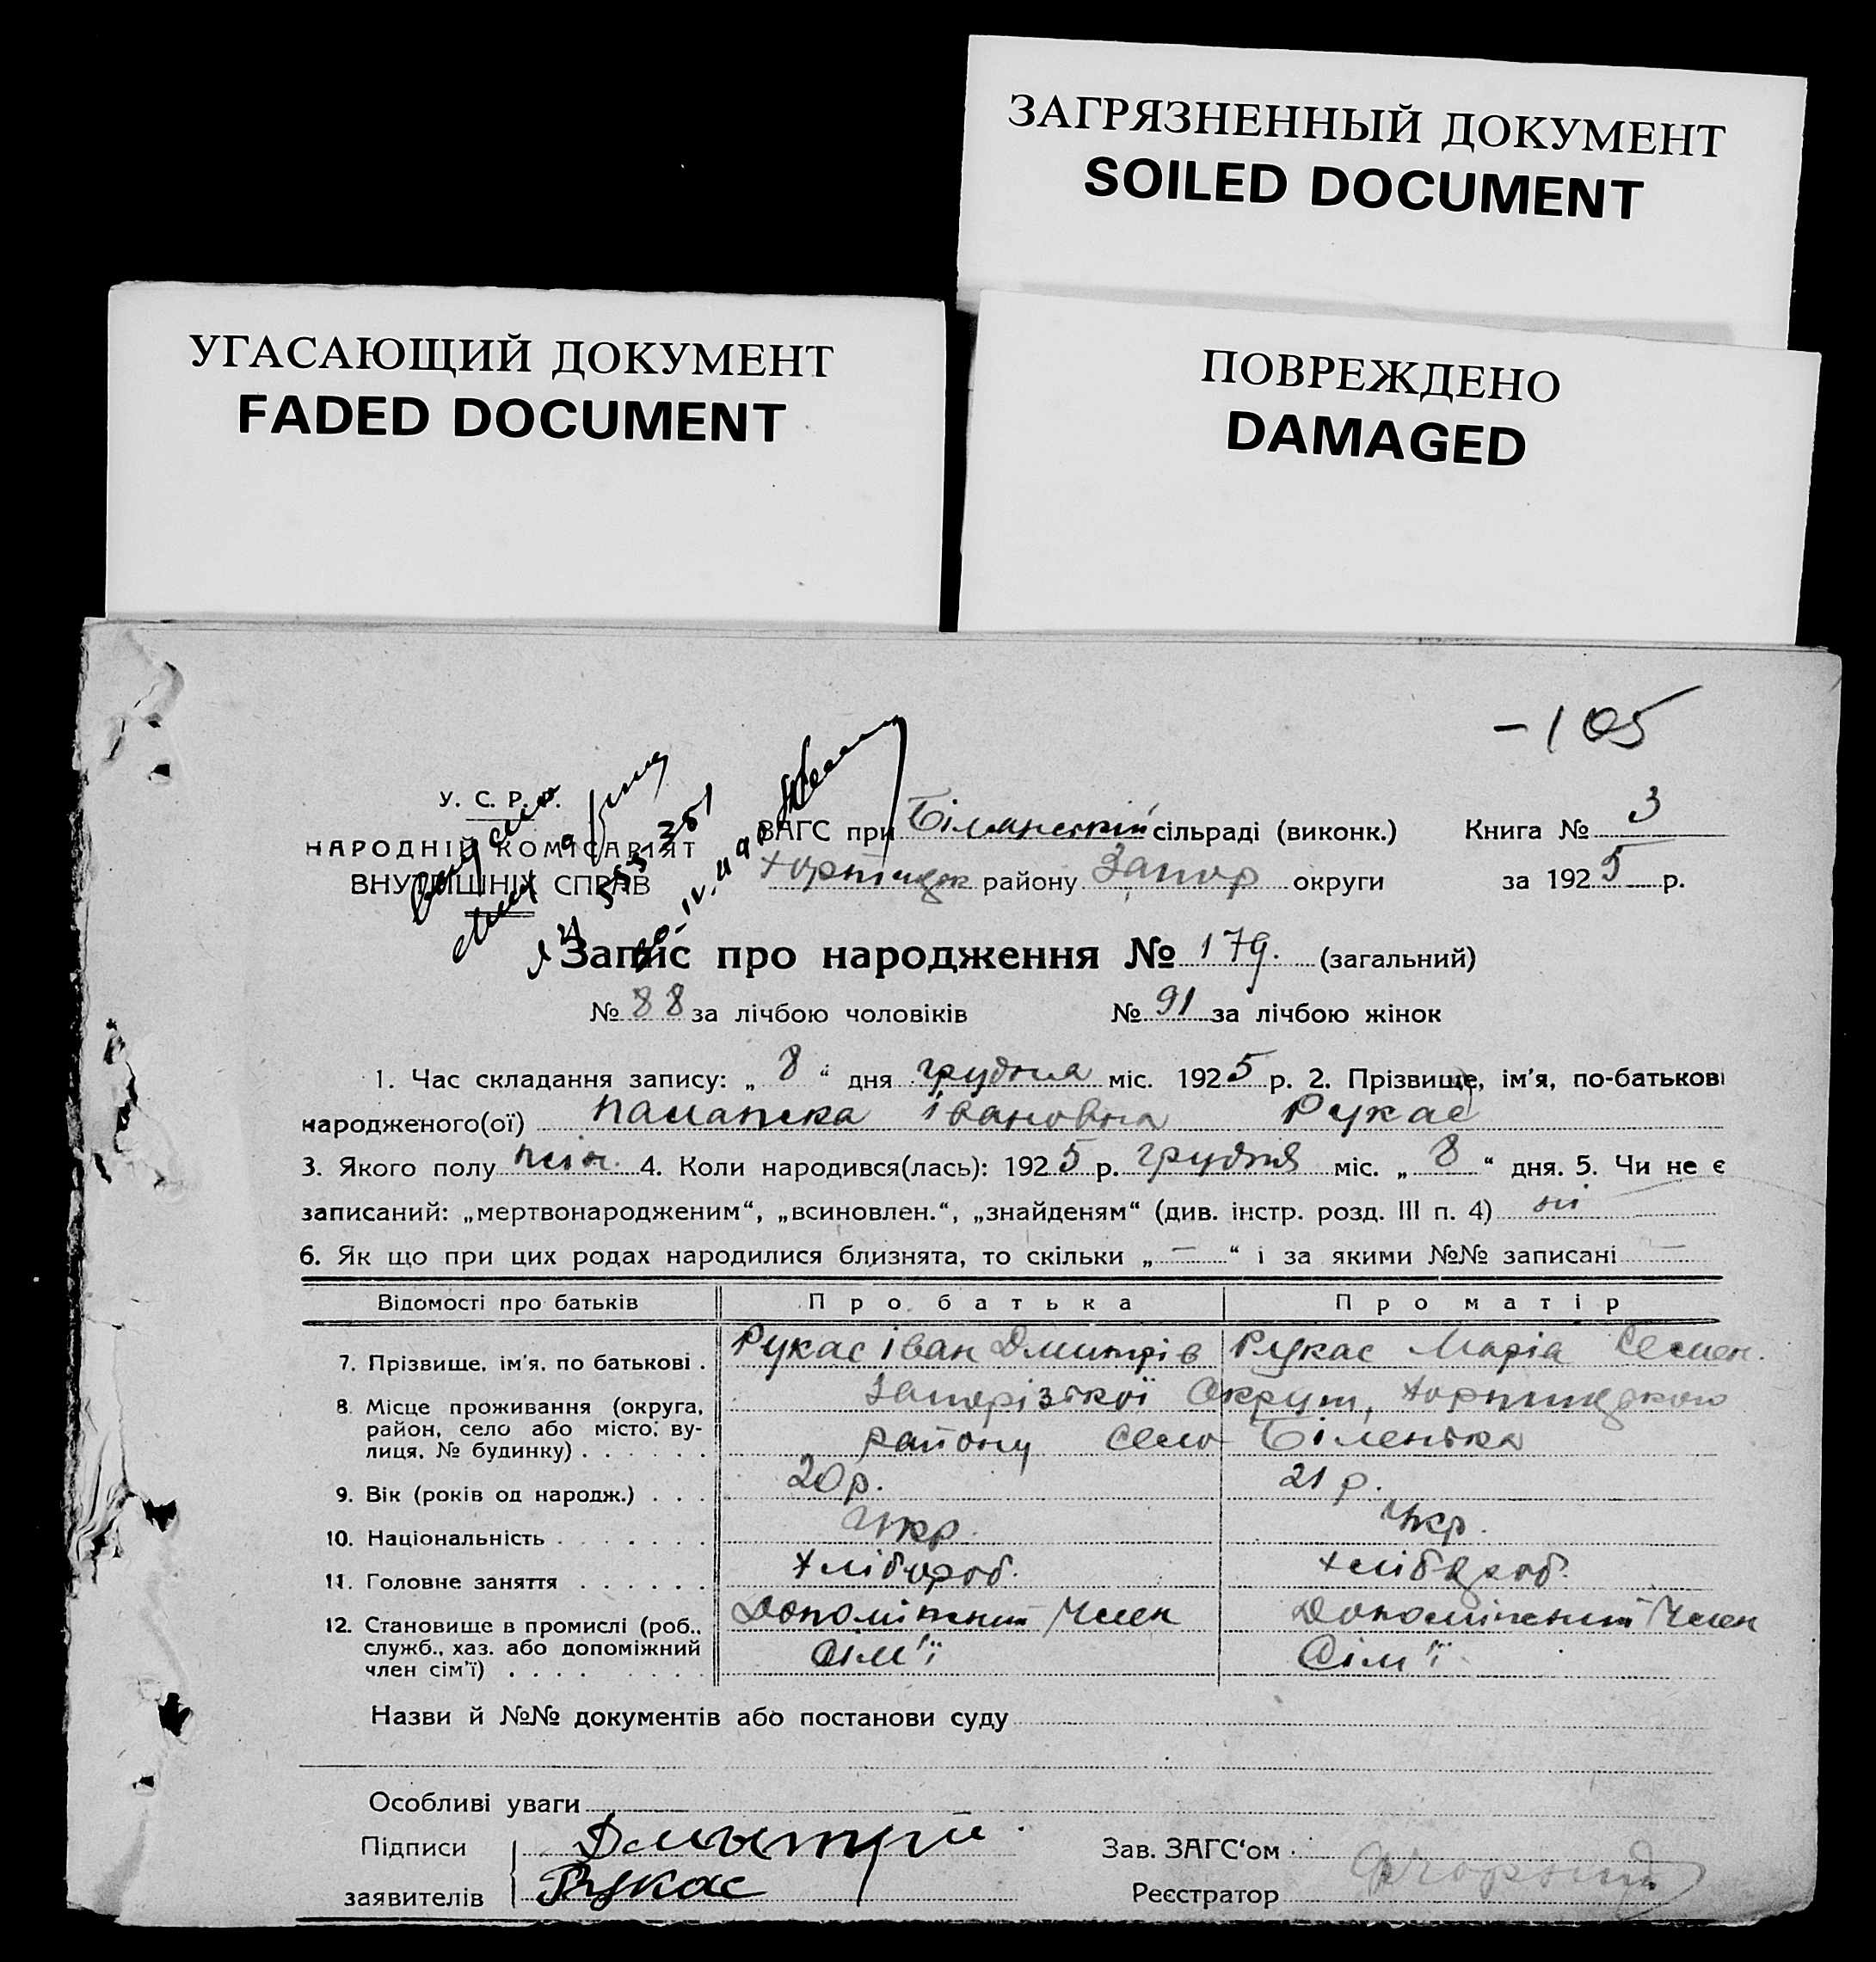 ЗАГРЯЗНЕННЫЙ ДОКУМЕНТ
SOILED DOCUMENT
УГАСАЮЩИЙ ДОКУМЕНТ
FADED DOCUMENT
ПОВРЕЖДЕНО
DAMAGED
-105
У. С. Р. Р.
НАРОДНІЙ КОМІСАРІЯТ
ВНУТРІШНІХ СПРАВ
ЗАГС при сільраді (виконк.) Книга № 3
Хортицьк району Запор округи за 1925 р.
Запис про народження № 179. (загальний)
№ 88 за лічбою чоловіків № 91 за лічбою жінок
1. Час складання запису: „ 8 “ дня грудня міс. 1925 р. 2. Прізвище, ім'я, по-батькові
народженого(ої) Палашка Івановна Рукас
3. Якого полу жін. 4. Коли народився(лась): 1925 р. грудня міс. „ 8 “ дня. 5. Чи не є
записаний: „мертвонародженим“, „всиновлен.“, „знайденям“ (див. інстр. розд. III п. 4) ні
6. Як що при цих родах народилися близнята, то скільки „ — “ і за якими №№ записані —
Відомості про батьків Про батька Про матір
7. Прізвище, ім'я, по батькові . Рукас Іван Дмитрів Рукас Марія Семен.
8. Місце проживання (округа, Запорізької Округи, Хортицького
район, село або місто, ву-
лиця, № будинку) . . . . . . району Село Біленька
9. Вік (років од народж.) . . . 20 р. 21 р.
10. Національність . . . . . . . Укр. Укр.
11. Головне заняття . . . . . . Хлібороб. Хлібороб.
12. Становище в промислі (роб., Допоміжний Член Допоміжний Член
служб., хаз. або допоміжний
член сім'ї) . . . . . . . . . Сім'ї Сім'ї
Назви й №№ документів або постанови суду
Особливі уваги —
Підписи Дмытрий Зав. ЗАГС'ом
заявителів Рукас Реєстратор